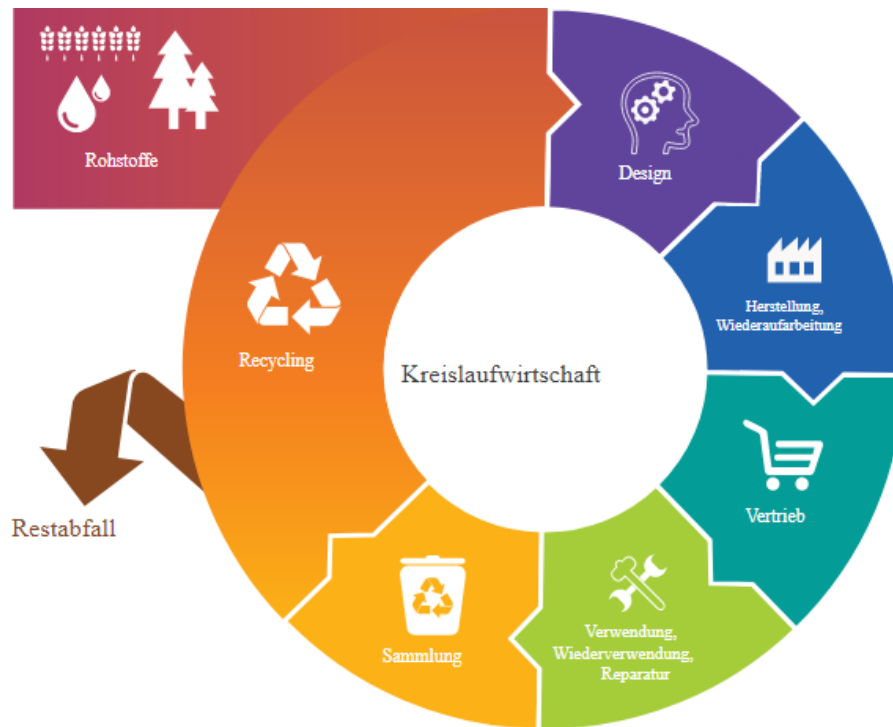 Rohstoffe
Design
Herstellung,
Wiederaufarbeitung
Recycling
Kreislaufwirtschaft
Vertrieb
Restabfall
Verwendung,
Wiederverwendung,
Reparatur
Sammlung